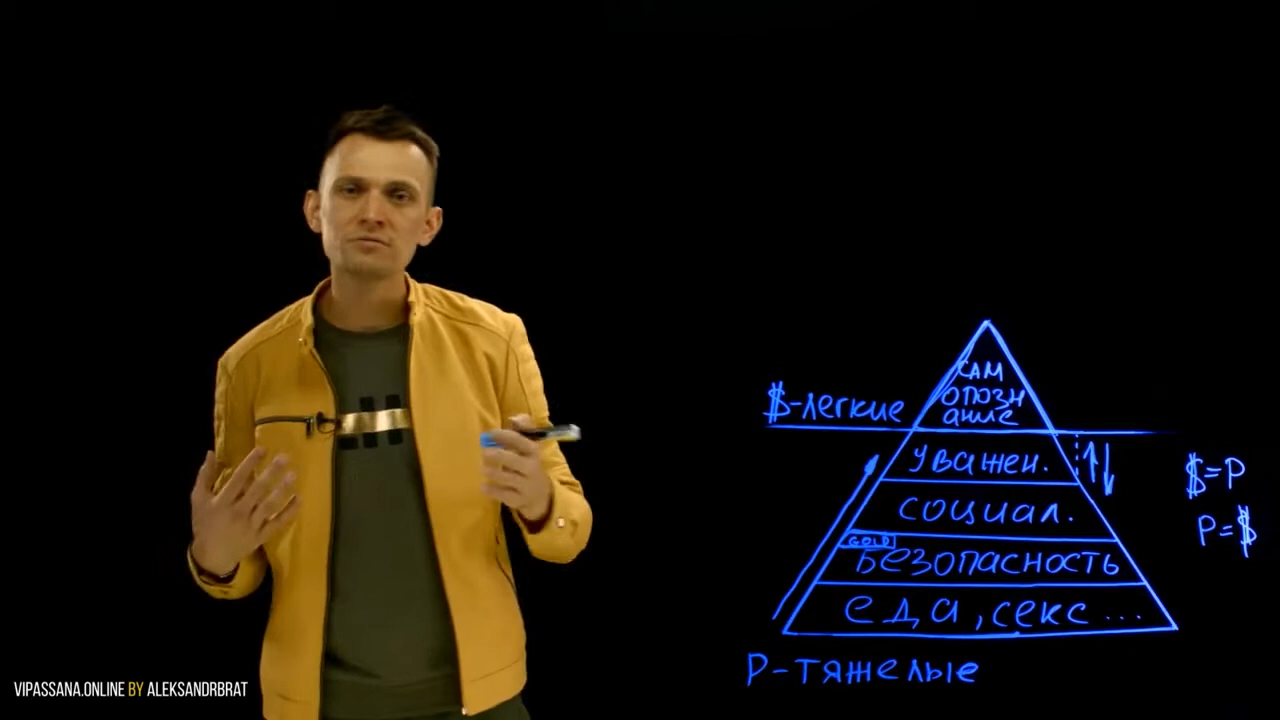 $-легкие
сам
опозн
ание
уважен.
социал.
GOLD
безопасность
еда, секс...
$=Р
Р=$
Р-тяжелые
VIPASSANA.ONLINE BY ALEKSANDRBRAT